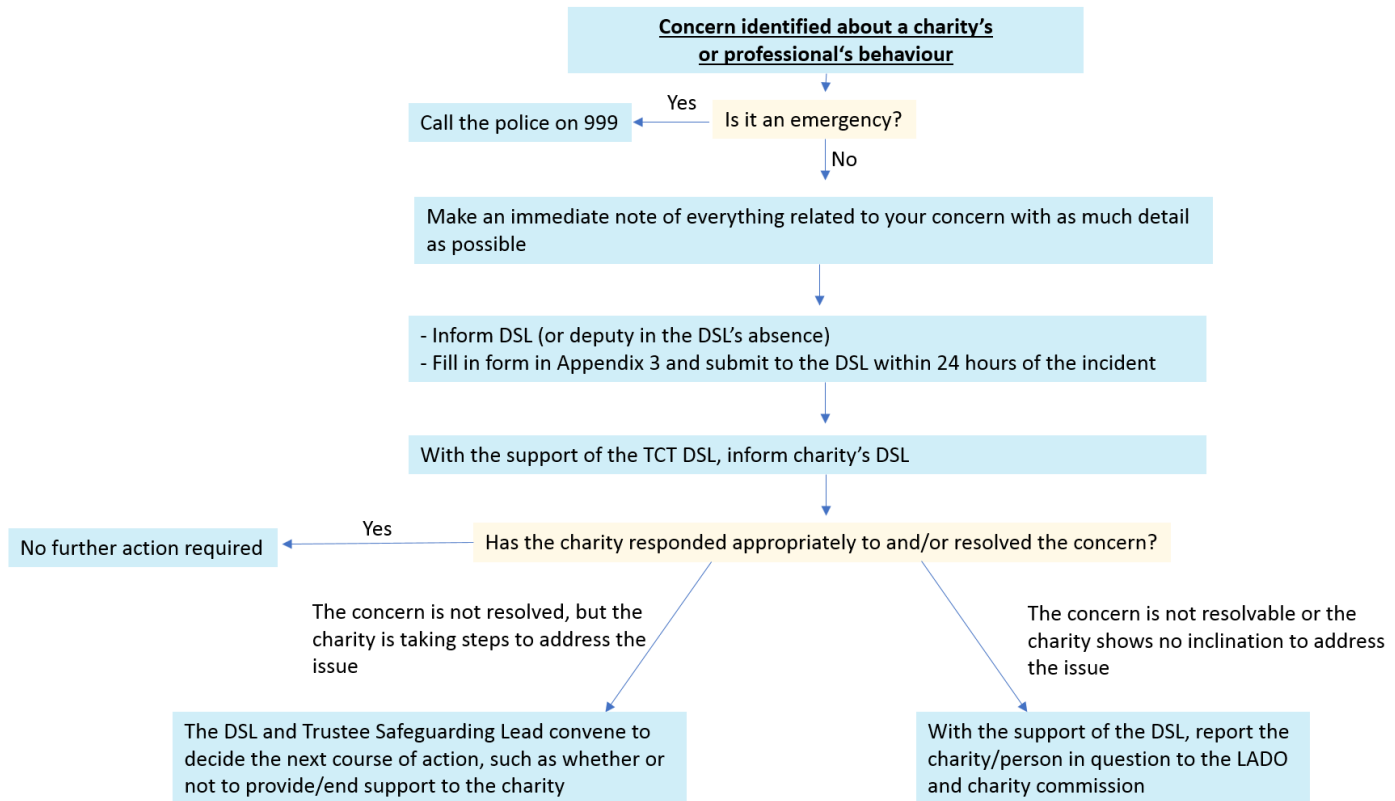 Concern identified about a charity’s
or professional‘s behaviour
Yes
Call the police on 999
Is it an emergency?
No
Make an immediate note of everything related to your concern with as much detail
as possible
- Inform DSL (or deputy in the DSL’s absence)
- Fill in form in Appendix 3 and submit to the DSL within 24 hours of the incident
With the support of the TCT DSL, inform charity’s DSL
Yes
No further action required
Has the charity responded appropriately to and/or resolved the concern?
The concern is not resolved, but the
charity is taking steps to address the
issue
The concern is not resolvable or the
charity shows no inclination to address
the issue
The DSL and Trustee Safeguarding Lead convene to
decide the next course of action, such as whether or
not to provide/end support to the charity
With the support of the DSL, report the
charity/person in question to the LADO
and charity commission